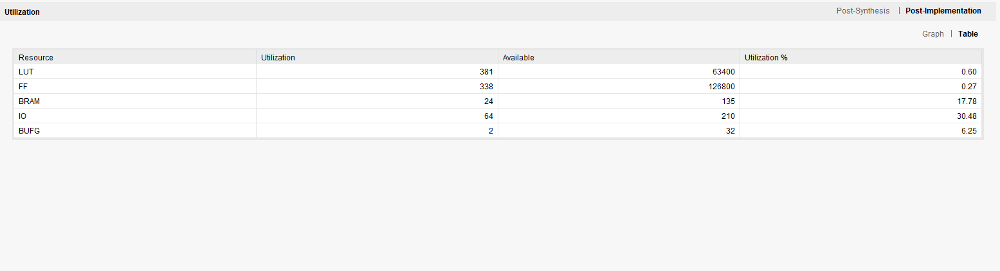 Utilization Post-Synthesis | Post-Implementation
Graph | Table
Resource Utilization Available Utilization %
LUT 381 63400 0.60
FF 338 126800 0.27
BRAM 24 135 17.78
IO 64 210 30.48
BUFG 2 32 6.25